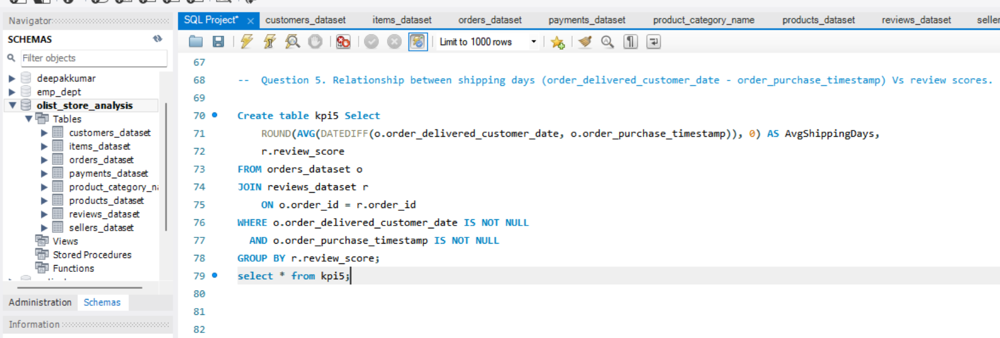 Navigator
SQL Project*
customers_dataset
items_dataset
orders_dataset
payments_dataset
product_category_name
products_dataset
reviews_dataset
seller
SCHEMAS
Limit to 1000 rows
Filter objects
deepakkumar
emp_dept
olist_store_analysis
Tables
customers_dataset
items_dataset
orders_dataset
payments_dataset
product_category_n
products_dataset
reviews_dataset
sellers_dataset
Views
Stored Procedures
Functions
Administration Schemas
Information
67
68 -- Question 5. Relationship between shipping days (order_delivered_customer_date - order_purchase_timestamp) Vs review scores.
69
70 Create table kpi5 Select
71 ROUND(AVG(DATEDIFF(o.order_delivered_customer_date, o.order_purchase_timestamp)), 0) AS AvgShippingDays,
72 r.review_score
73 FROM orders_dataset o
74 JOIN reviews_dataset r
75 ON o.order_id = r.order_id
76 WHERE o.order_delivered_customer_date IS NOT NULL
77 AND o.order_purchase_timestamp IS NOT NULL
78 GROUP BY r.review_score;
79 select * from kpi5;
80
81
82